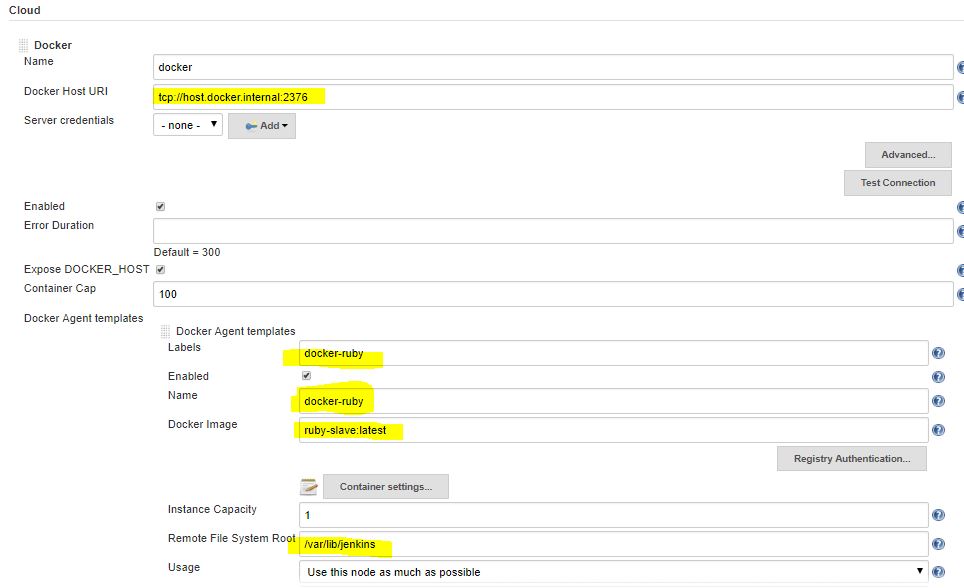 Cloud
Docker
Name
docker
Docker Host URI
tcp://host.docker.internal:2376
Server credentials
- none -
Add
Advanced...
Test Connection
Enabled
Error Duration
Default = 300
Expose DOCKER_HOST
Container Cap
100
Docker Agent templates
Docker Agent templates
Labels
docker-ruby
Enabled
Name
docker-ruby
Docker Image
ruby-slave:latest
Registry Authentication...
Container settings...
Instance Capacity
1
Remote File System Root
/var/lib/jenkins
Usage
Use this node as much as possible